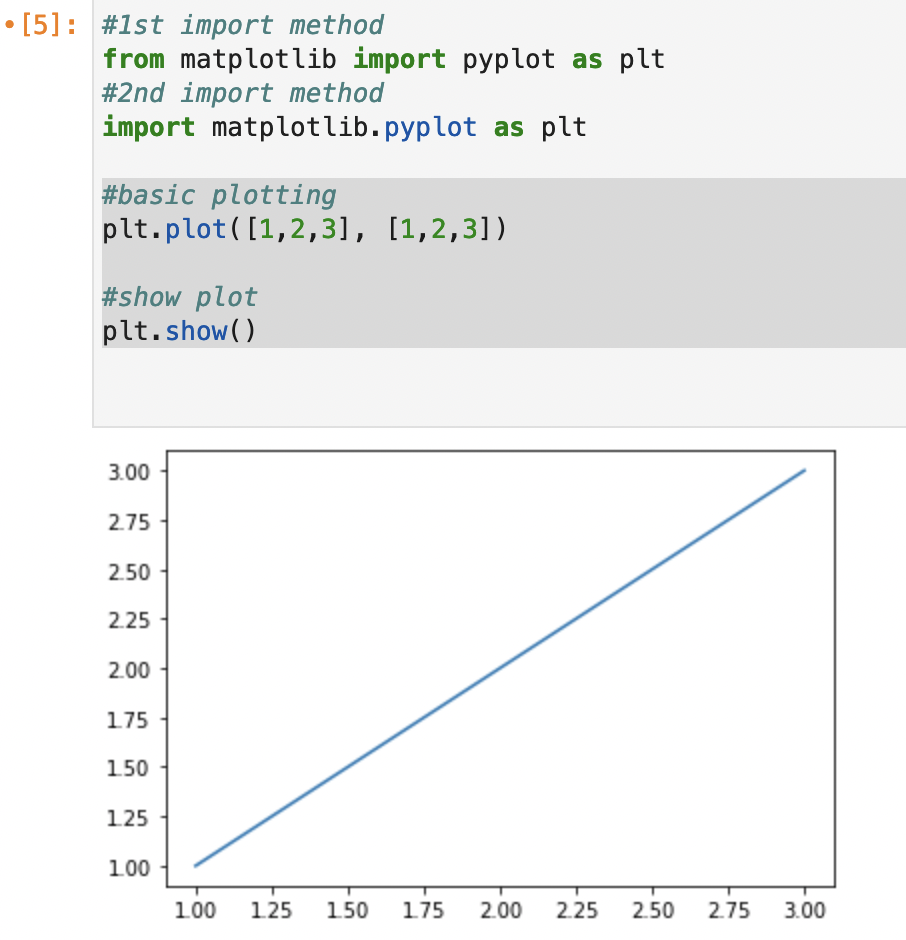 •[5]:
#1st import method
from matplotlib import pyplot as plt
#2nd import method
import matplotlib.pyplot as plt
#basic plotting
plt.plot([1,2,3], [1,2,3])
#show plot
plt.show()
3.00
2.75
2.50
2.25
2.00
1.75
1.50
1.25
1.00
1.00 1.25 1.50 1.75 2.00 2.25 2.50 2.75 3.00